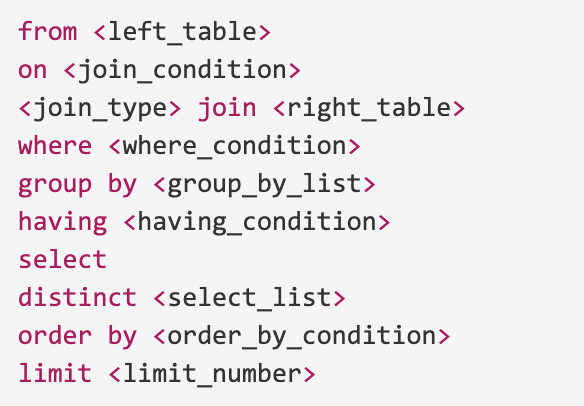 from <left_table>
on <join_condition>
<join_type> join <right_table>
where <where_condition>
group by <group_by_list>
having <having_condition>
select
distinct <select_list>
order by <order_by_condition>
limit <limit_number>